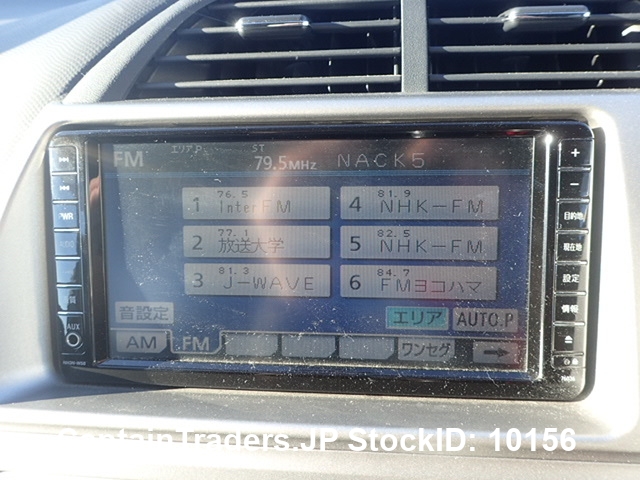 FM エリアP ST 79.5MHz NACK5
1 76.5 interFM
4 81.9 NHK-FM
2 77.1 放送大学
5 82.5 NHK-FM
3 81.3 J-WAVE
6 84.7 FMヨコハマ
音設定 エリア AUTO.P
AM FM ワンセグ
PWR
AUX
+
−
目的地
現在地
設定
情報
CaptainTraders.JP StockID: 10156